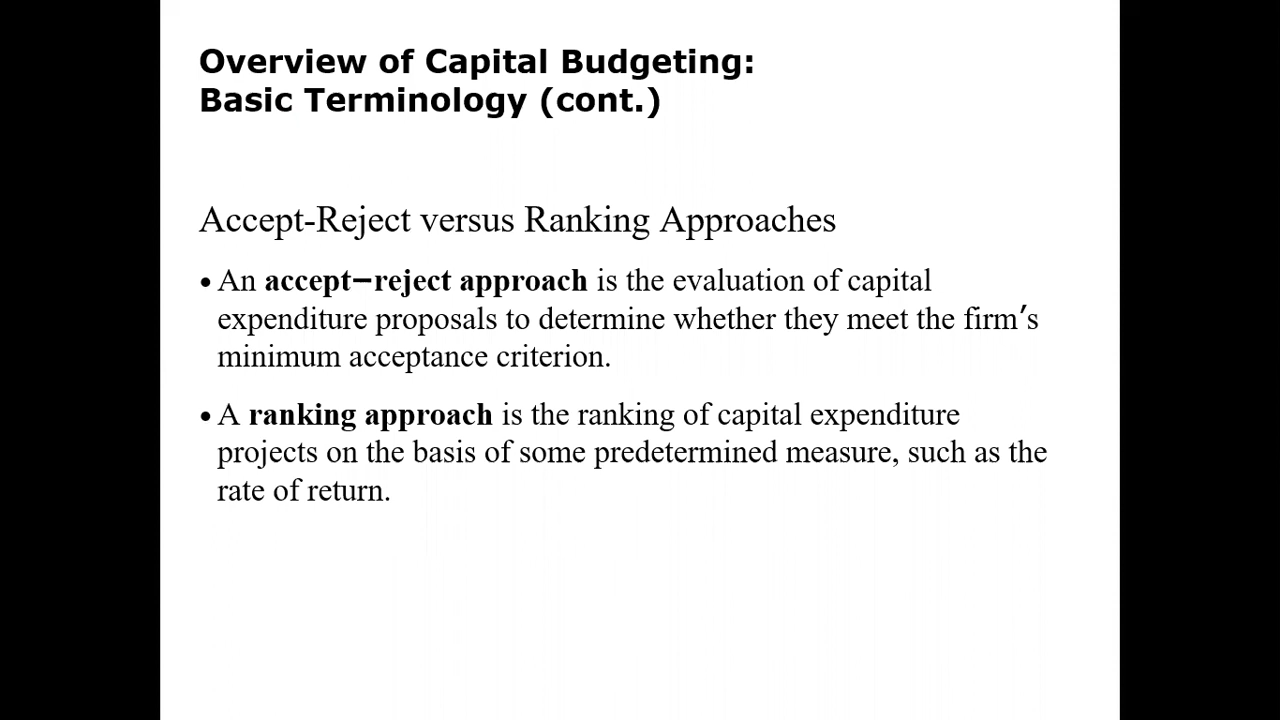 Overview of Capital Budgeting:
Basic Terminology (cont.)
Accept-Reject versus Ranking Approaches
• An accept–reject approach is the evaluation of capital
expenditure proposals to determine whether they meet the firm′s
minimum acceptance criterion.
• A ranking approach is the ranking of capital expenditure
projects on the basis of some predetermined measure, such as the
rate of return.